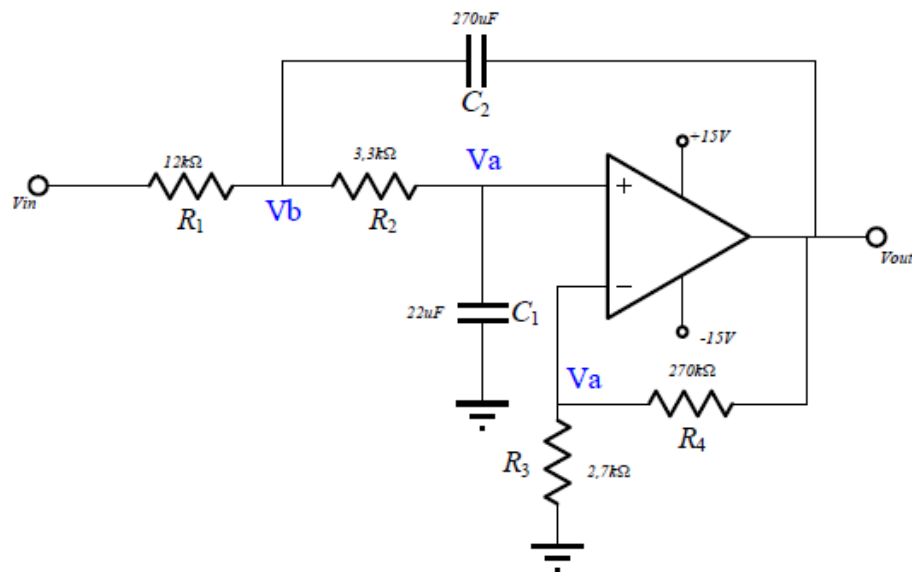 270uF
C2
+15V
12kΩ
3,3kΩ
Va
+
Vin
R1
Vb
R2
Vout
−
22uF
C1
-15V
Va
270kΩ
R4
R3
2,7kΩ